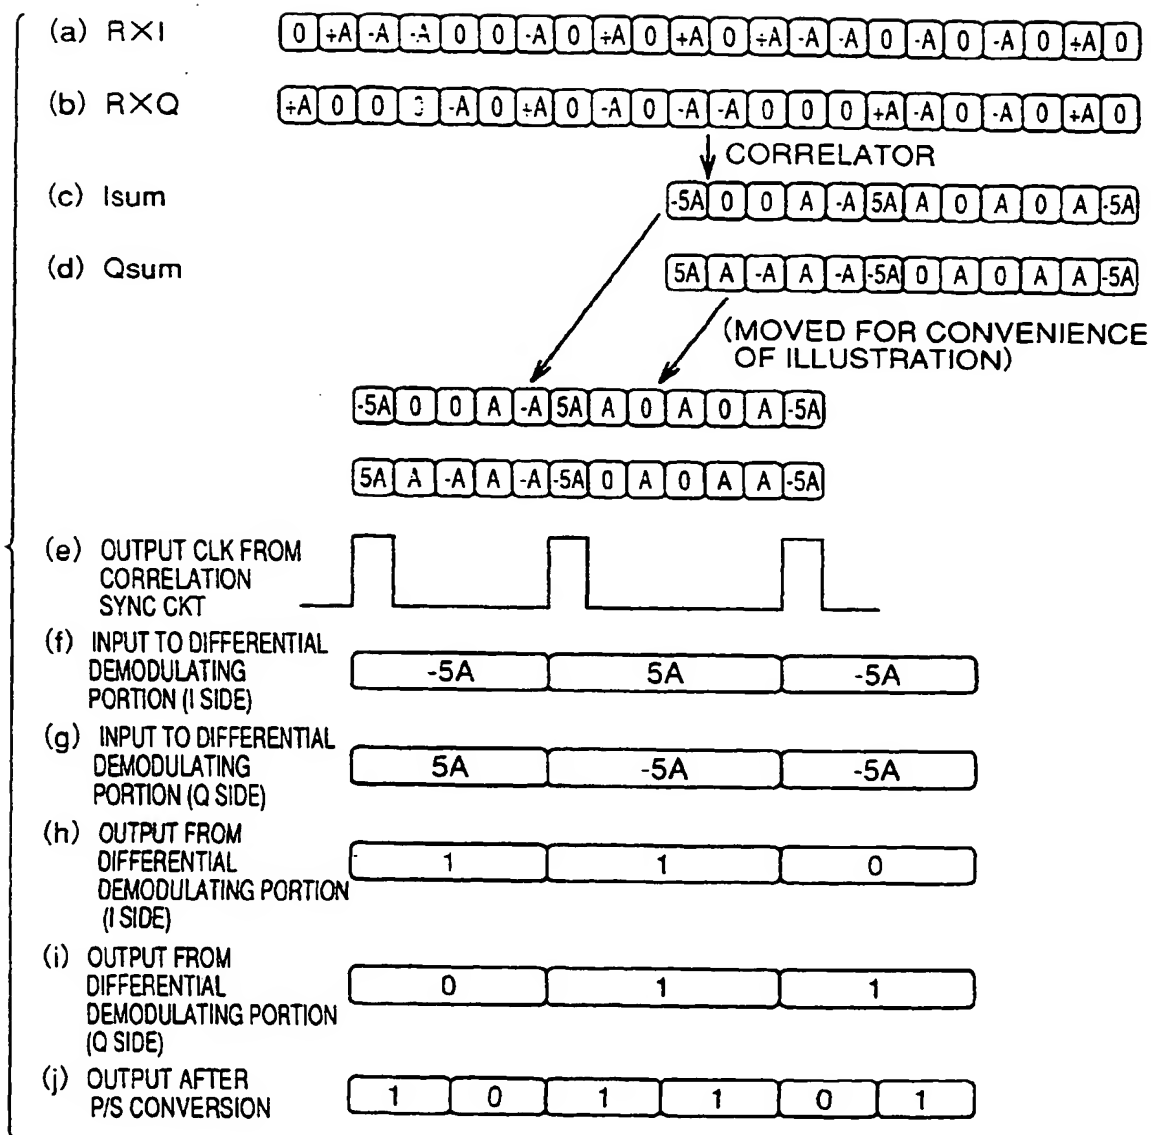 (a) RXI 0 +A -A -A 0 0 -A 0 +A 0 +A 0 +A -A -A 0 -A 0 -A 0 +A 0
(b) RXQ +A 0 0 -A 0 +A 0 -A 0 -A -A 0 0 0 +A -A 0 -A 0 +A 0
CORRELATOR
(c) Isum -5A 0 0 A -A 5A A 0 A 0 A -5A
(d) Qsum 5A A -A A -A -5A 0 A 0 A A -5A
(MOVED FOR CONVENIENCE
OF ILLUSTRATION)
-5A 0 0 A -A 5A A 0 A 0 A -5A
5A A -A A -A -5A 0 A 0 A A -5A
(e) OUTPUT CLK FROM
CORRELATION
SYNC CKT
(f) INPUT TO DIFFERENTIAL
DEMODULATING
PORTION (I SIDE)
-5A 5A -5A
(g) INPUT TO DIFFERENTIAL
DEMODULATING
PORTION (Q SIDE)
5A -5A -5A
(h) OUTPUT FROM
DIFFERENTIAL
DEMODULATING PORTION
(I SIDE)
1 1 0
(i) OUTPUT FROM
DIFFERENTIAL
DEMODULATING PORTION
(Q SIDE)
0 1 1
(j) OUTPUT AFTER
P/S CONVERSION
1 0 1 1 0 1